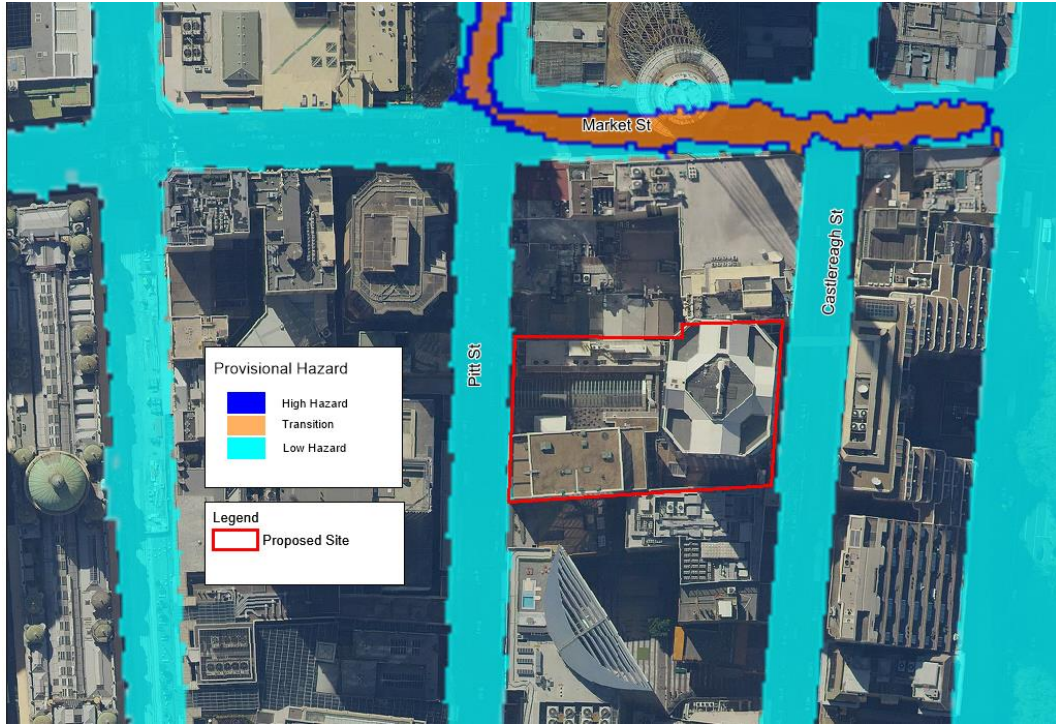 Market St
Castlereagh St
Pitt St
Provisional Hazard
High Hazard
Transition
Low Hazard
Legend
Proposed Site